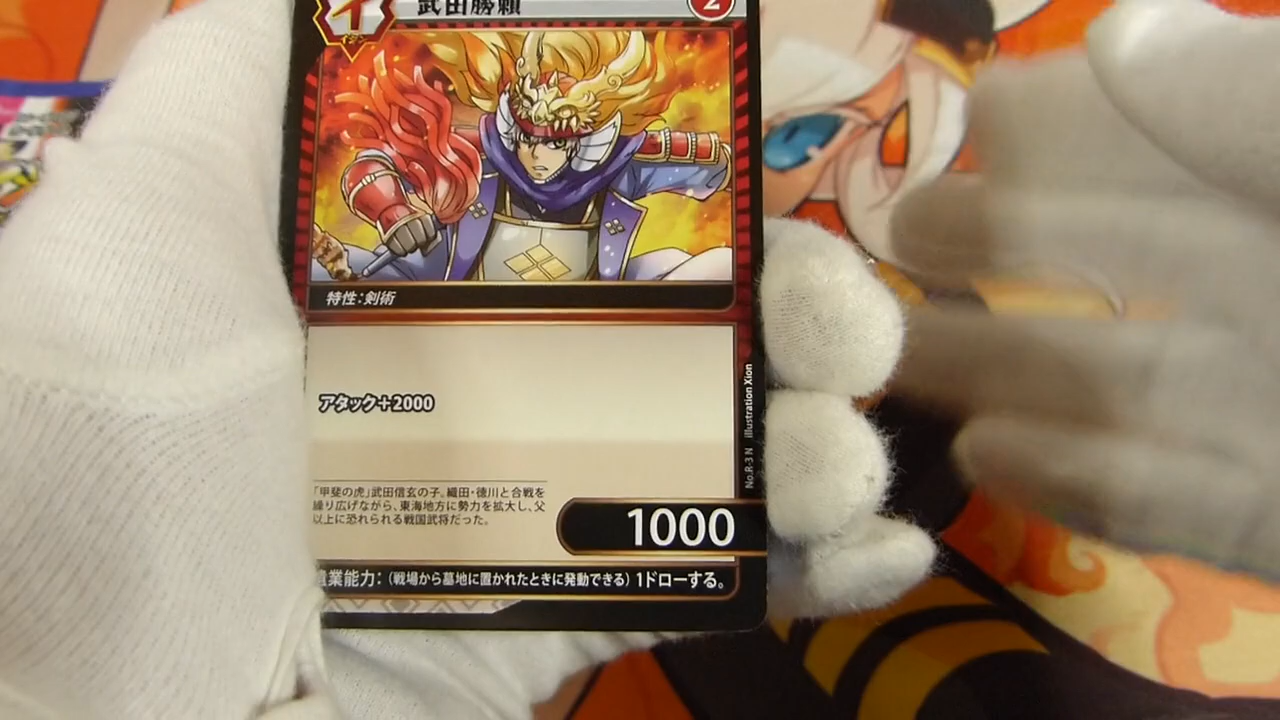 イ
武田勝頼
2
特性：剣術
アタック+2000
「甲斐の虎」武田信玄の子。織田・徳川と合戦を
繰り広げながら、東海地方に勢力を拡大し、父
以上に恐れられる戦国武将だった。
1000
遺業能力：（戦場から墓地に置かれたときに発動できる）1ドローする。
No.R-3 N illustration Xion